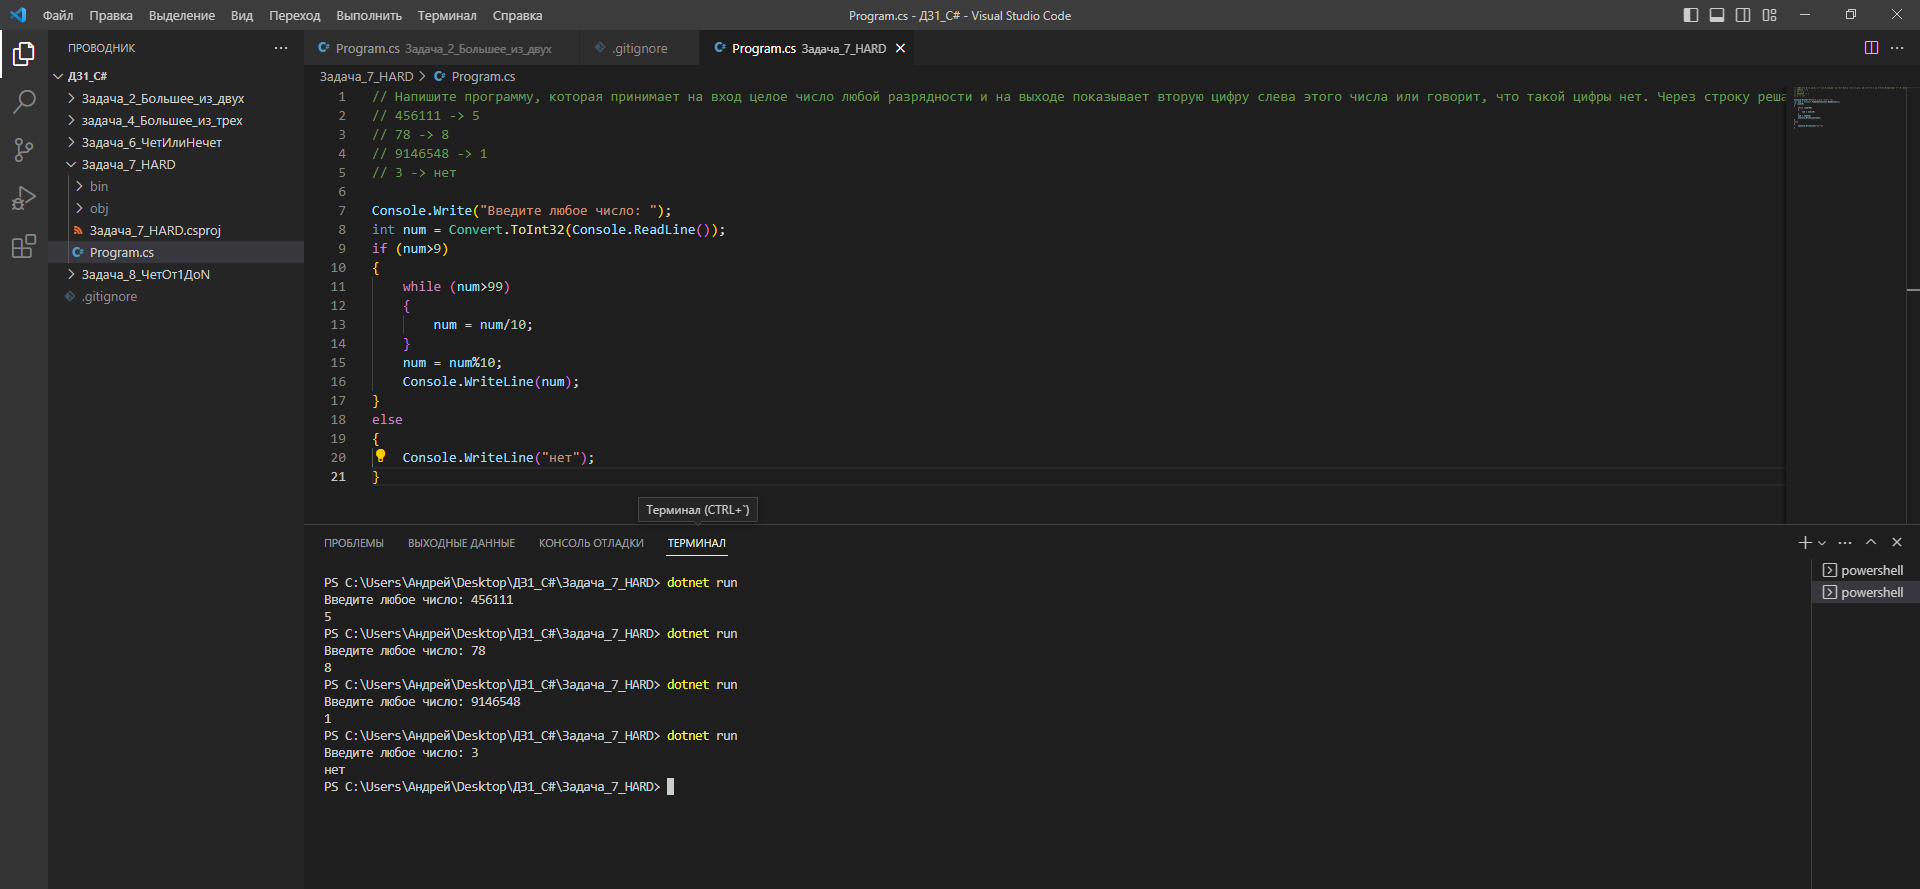 Файл Правка Выделение Вид Переход Выполнить Терминал Справка
Program.cs - ДЗ1_C# - Visual Studio Code
ПРОВОДНИК
ДЗ1_C#
Задача_2_Большее_из_двух
задача_4_Большее_из_трех
Задача_6_ЧетИлиНечет
Задача_7_HARD
bin
obj
Задача_7_HARD.csproj
Program.cs
Задача_8_ЧетОт1ДоN
.gitignore
Program.cs Задача_2_Большее_из_двух
.gitignore
Program.cs Задача_7_HARD
Задача_7_HARD > Program.cs
1 // Напишите программу, которая принимает на вход целое число любой разрядности и на выходе показывает вторую цифру слева этого числа или говорит, что такой цифры нет. Через строку реша
2 // 456111 -> 5
3 // 78 -> 8
4 // 9146548 -> 1
5 // 3 -> нет
6
7 Console.Write("Введите любое число: ");
8 int num = Convert.ToInt32(Console.ReadLine());
9 if (num>9)
10 {
11 while (num>99)
12 {
13 num = num/10;
14 }
15 num = num%10;
16 Console.WriteLine(num);
17 }
18 else
19 {
20 Console.WriteLine("нет");
21 }
Терминал (CTRL+`)
ПРОБЛЕМЫ ВЫХОДНЫЕ ДАННЫЕ КОНСОЛЬ ОТЛАДКИ ТЕРМИНАЛ
PS C:\Users\Андрей\Desktop\ДЗ1_C#\Задача_7_HARD> dotnet run
Введите любое число: 456111
5
PS C:\Users\Андрей\Desktop\ДЗ1_C#\Задача_7_HARD> dotnet run
Введите любое число: 78
8
PS C:\Users\Андрей\Desktop\ДЗ1_C#\Задача_7_HARD> dotnet run
Введите любое число: 9146548
1
PS C:\Users\Андрей\Desktop\ДЗ1_C#\Задача_7_HARD> dotnet run
Введите любое число: 3
нет
PS C:\Users\Андрей\Desktop\ДЗ1_C#\Задача_7_HARD>
powershell
powershell